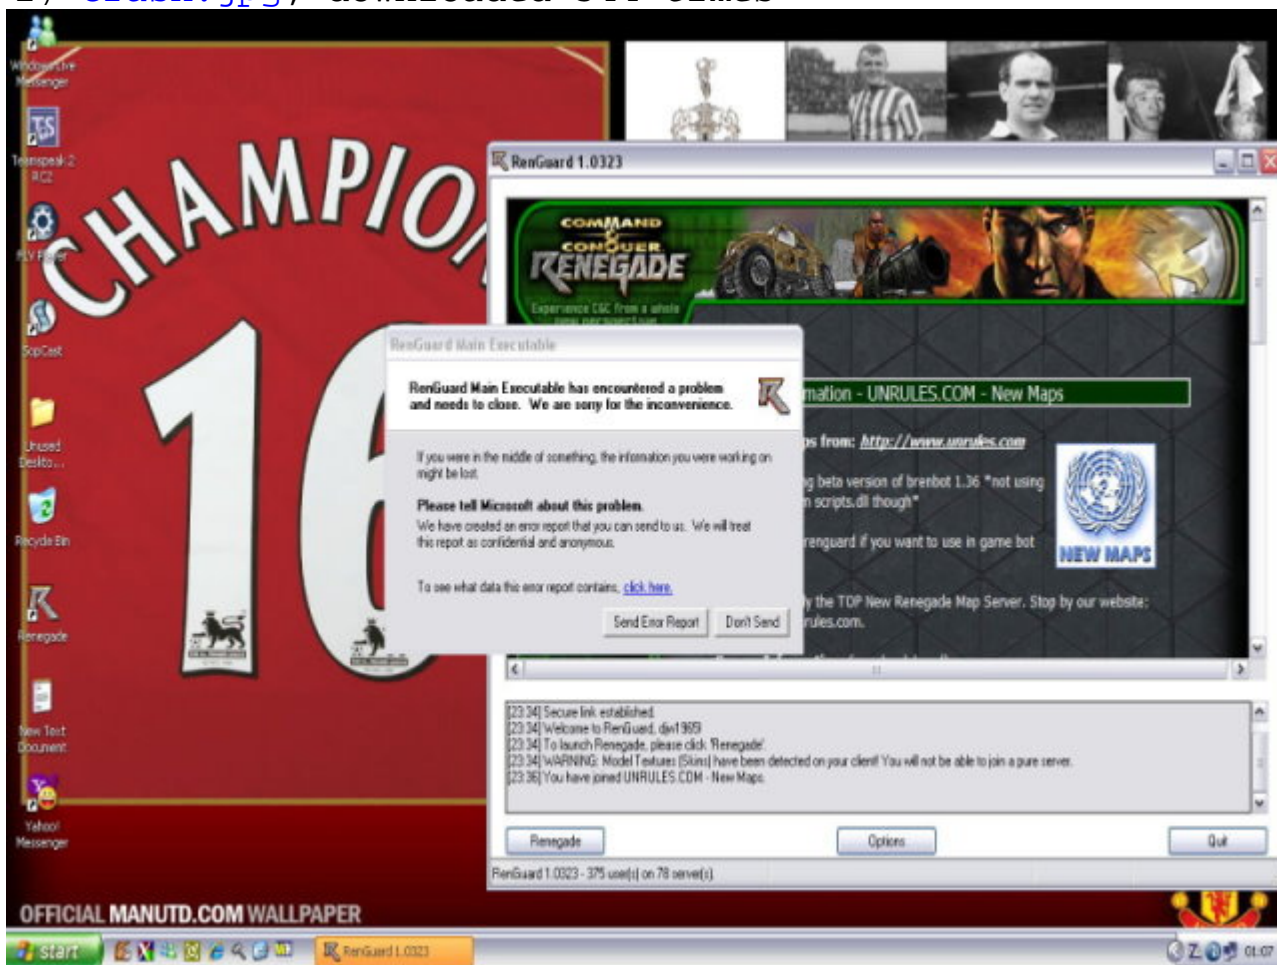 Windows Live
Messenger
Teamspeak 2
RC2
FLV Player
SopCast
Unused
Deskto...
Recycle Bin
Renegade
New Text
Document
Yahoo!
Messenger
CHAMPIO
16
RenGuard 1.0323
COMMAND
&
CONQUER
RENEGADE
Experience C&C from a whole
new perspective
mation - UNRULES.COM - New Maps
ps from: http://www.unrules.com
g beta version of brenbot 1.36 *not using
n scripts.dll though*
renguard if you want to use in game bot
NEW MAPS
ly the TOP New Renegade Map Server. Stop by our website:
rules.com.
RenGuard Main Executable
RenGuard Main Executable has encountered a problem
and needs to close. We are sorry for the inconvenience.
If you were in the middle of something, the information you were working on
might be lost.
Please tell Microsoft about this problem.
We have created an error report that you can send to us. We will treat
this report as confidential and anonymous.
To see what data this error report contains, click here.
Send Error Report
Don't Send
[23:34] Secure link established.
[23:34] Welcome to RenGuard, djw1965!
[23:34] To launch Renegade, please click 'Renegade'.
[23:34] WARNING: Model Textures (Skins) have been detected on your client! You will not be able to join a pure server.
[23:36] You have joined UNRULES.COM - New Maps.
Renegade
Options
Quit
RenGuard 1.0323 - 375 user(s) on 78 server(s)
OFFICIAL MANUTD.COM WALLPAPER
start
RenGuard 1.0323
01:07